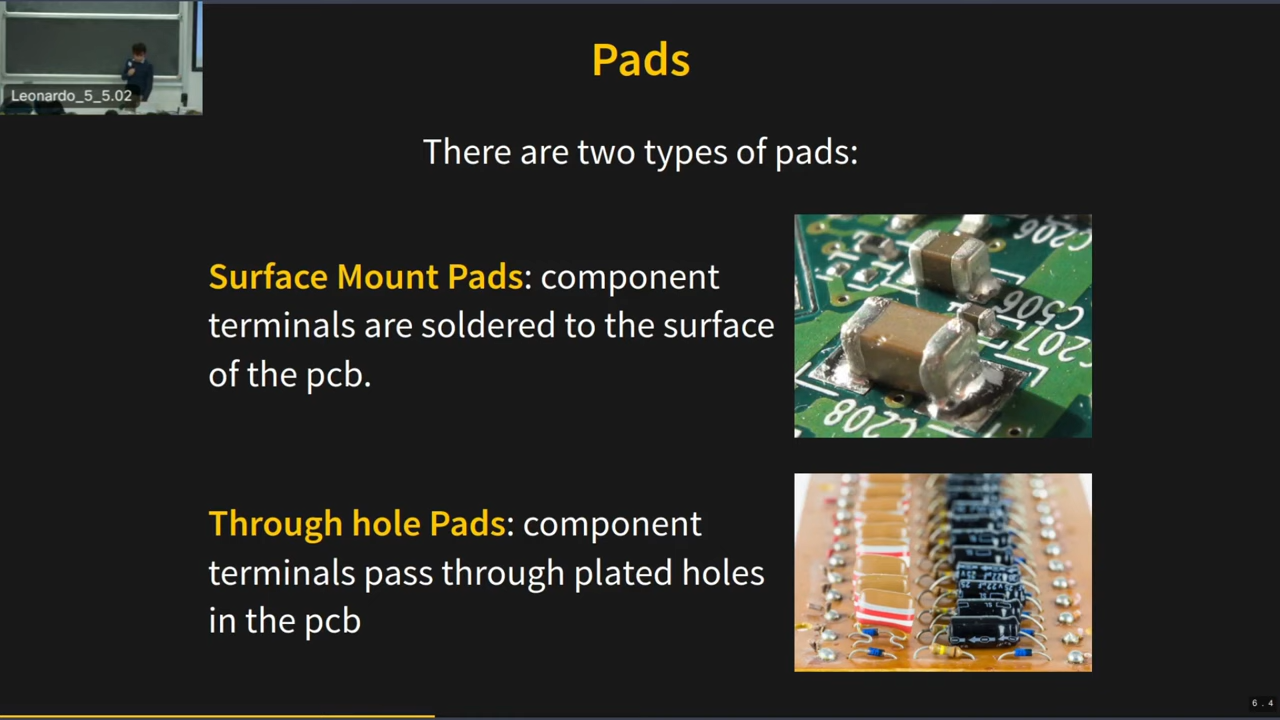 Leonardo_5_5.02
Pads
There are two types of pads:
Surface Mount Pads: component
terminals are soldered to the surface
of the pcb.
C206
C506
C207
C208
Through hole Pads: component
terminals pass through plated holes
in the pcb
6.4